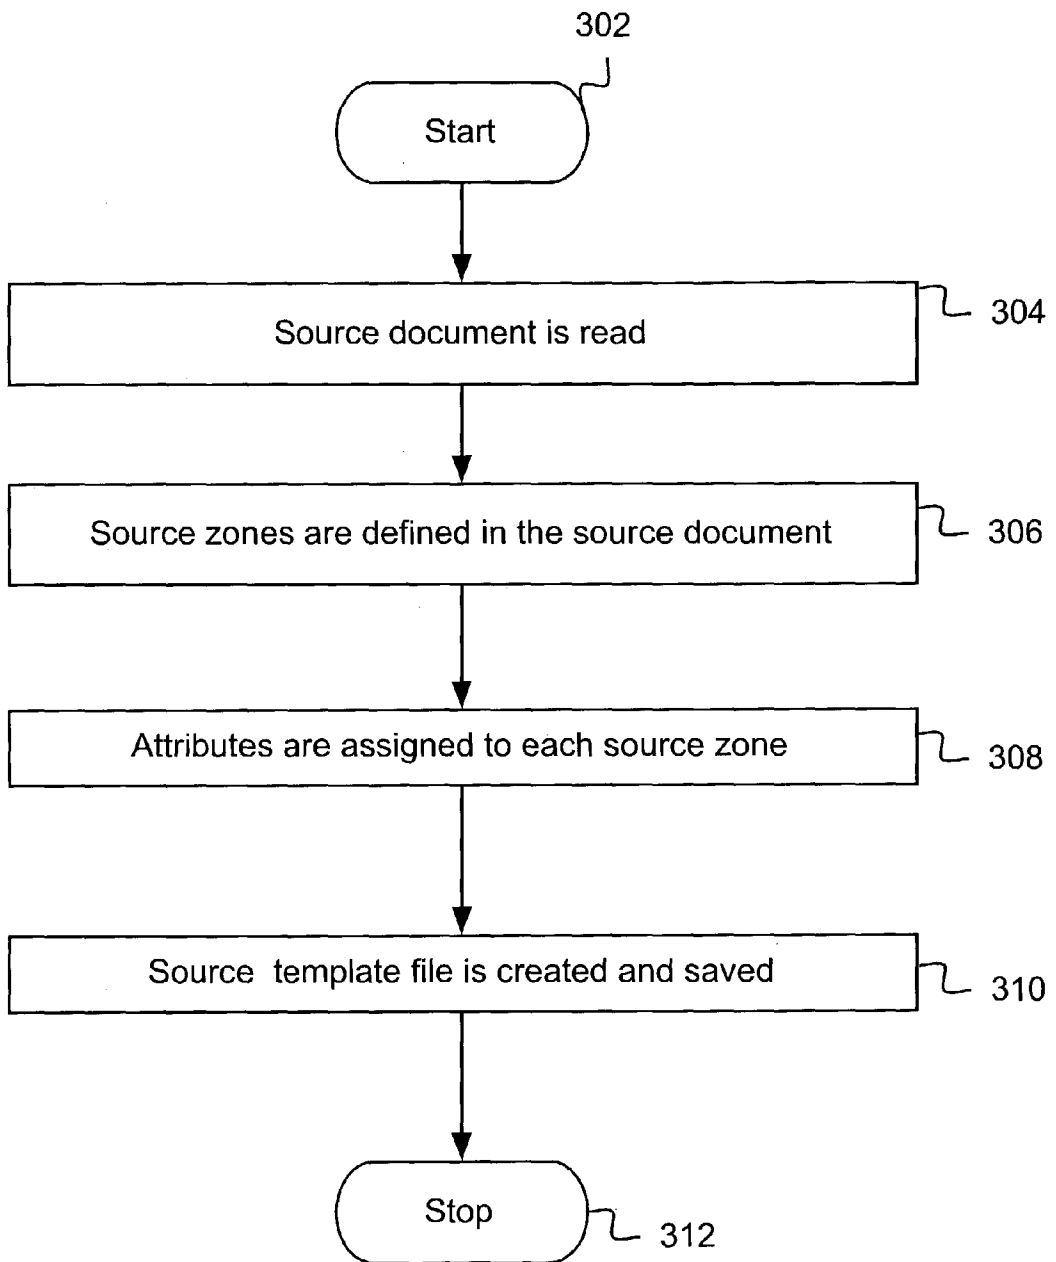 302
Start
304
Source document is read
306
Source zones are defined in the source document
308
Attributes are assigned to each source zone
310
Source template file is created and saved
Stop
312